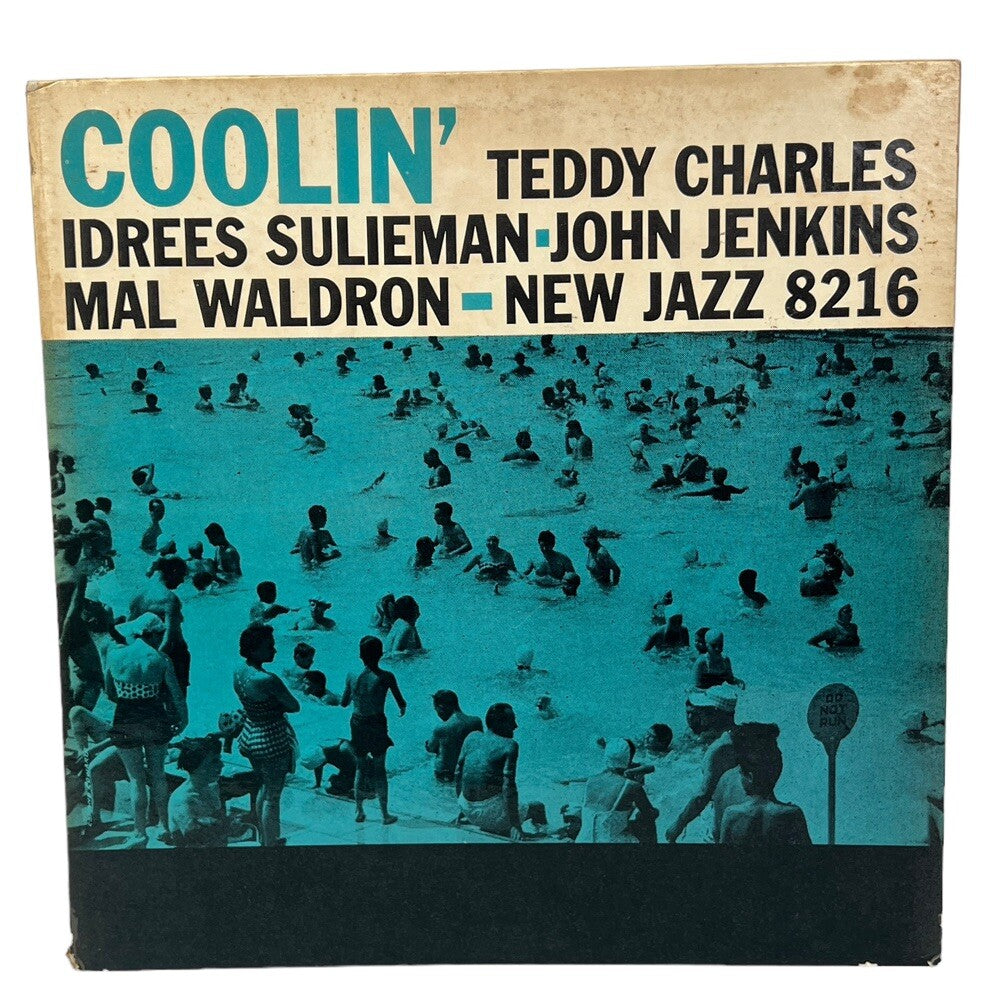 COOLIN' TEDDY CHARLES
IDREES SULIEMAN·JOHN JENKINS
MAL WALDRON-NEW JAZZ 8216
DO
NOT
RUN